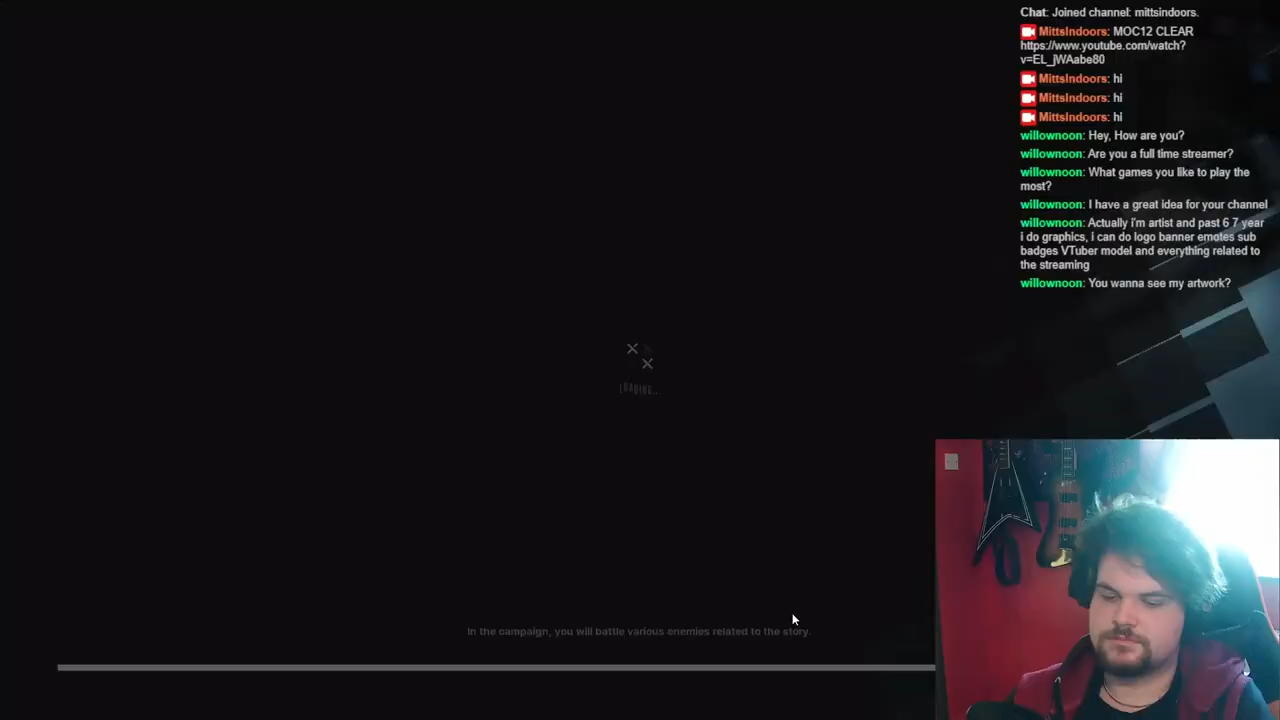 Chat: Joined channel: mittsindoors.
MittsIndoors: MOC12 CLEAR
https://www.youtube.com/watch?
v=EL_jWAabe80
MittsIndoors: hi
MittsIndoors: hi
MittsIndoors: hi
willownoon: Hey, How are you?
willownoon: Are you a full time streamer?
willownoon: What games you like to play the
most?
willownoon: I have a great idea for your channel
willownoon: Actually i'm artist and past 6 7 year
i do graphics, i can do logo banner emotes sub
badges VTuber model and everything related to
the streaming
willownoon: You wanna see my artwork?
LOADING...
In the campaign, you will battle various enemies related to the story.